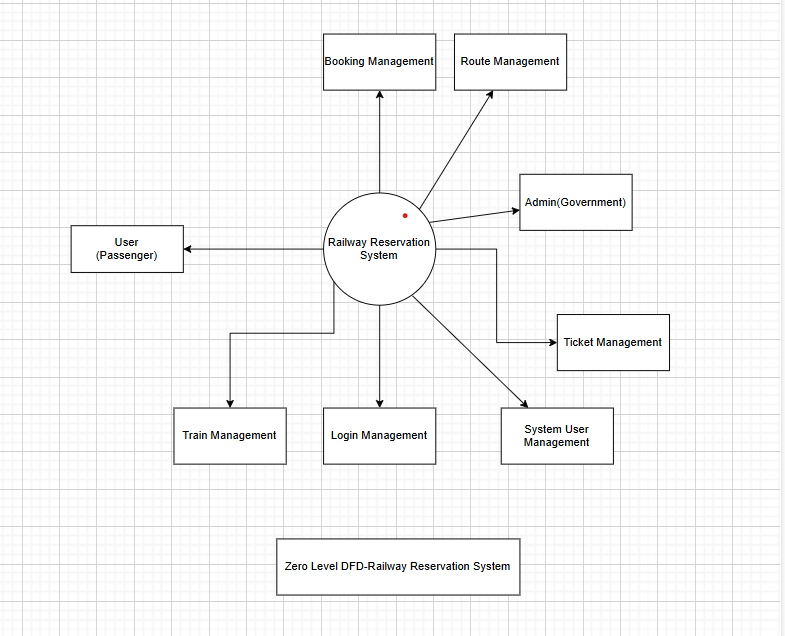 Booking Management
Route Management
Admin(Government)
User
(Passenger)
Railway Reservation
System
Ticket Management
Train Management
Login Management
System User
Management
Zero Level DFD-Railway Reservation System